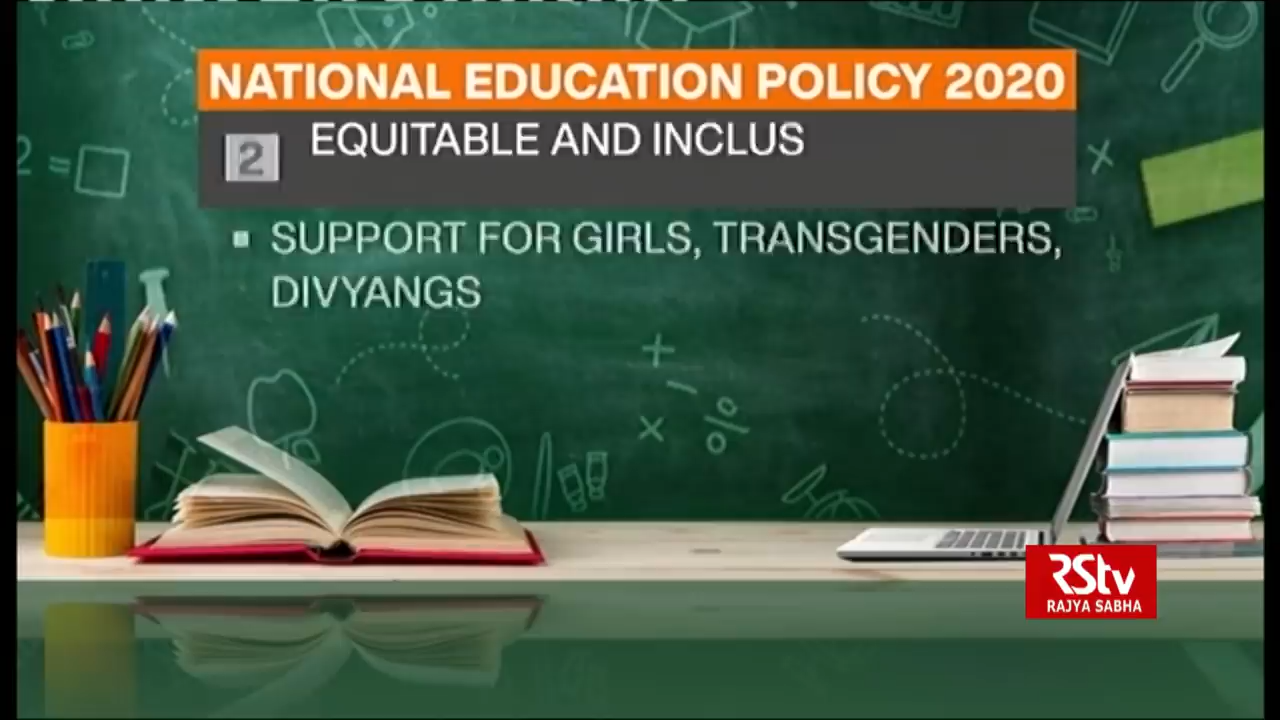 NATIONAL EDUCATION POLICY 2020
2 EQUITABLE AND INCLUS
▪ SUPPORT FOR GIRLS, TRANSGENDERS,
DIVYANGS
RStv
RAJYA SABHA